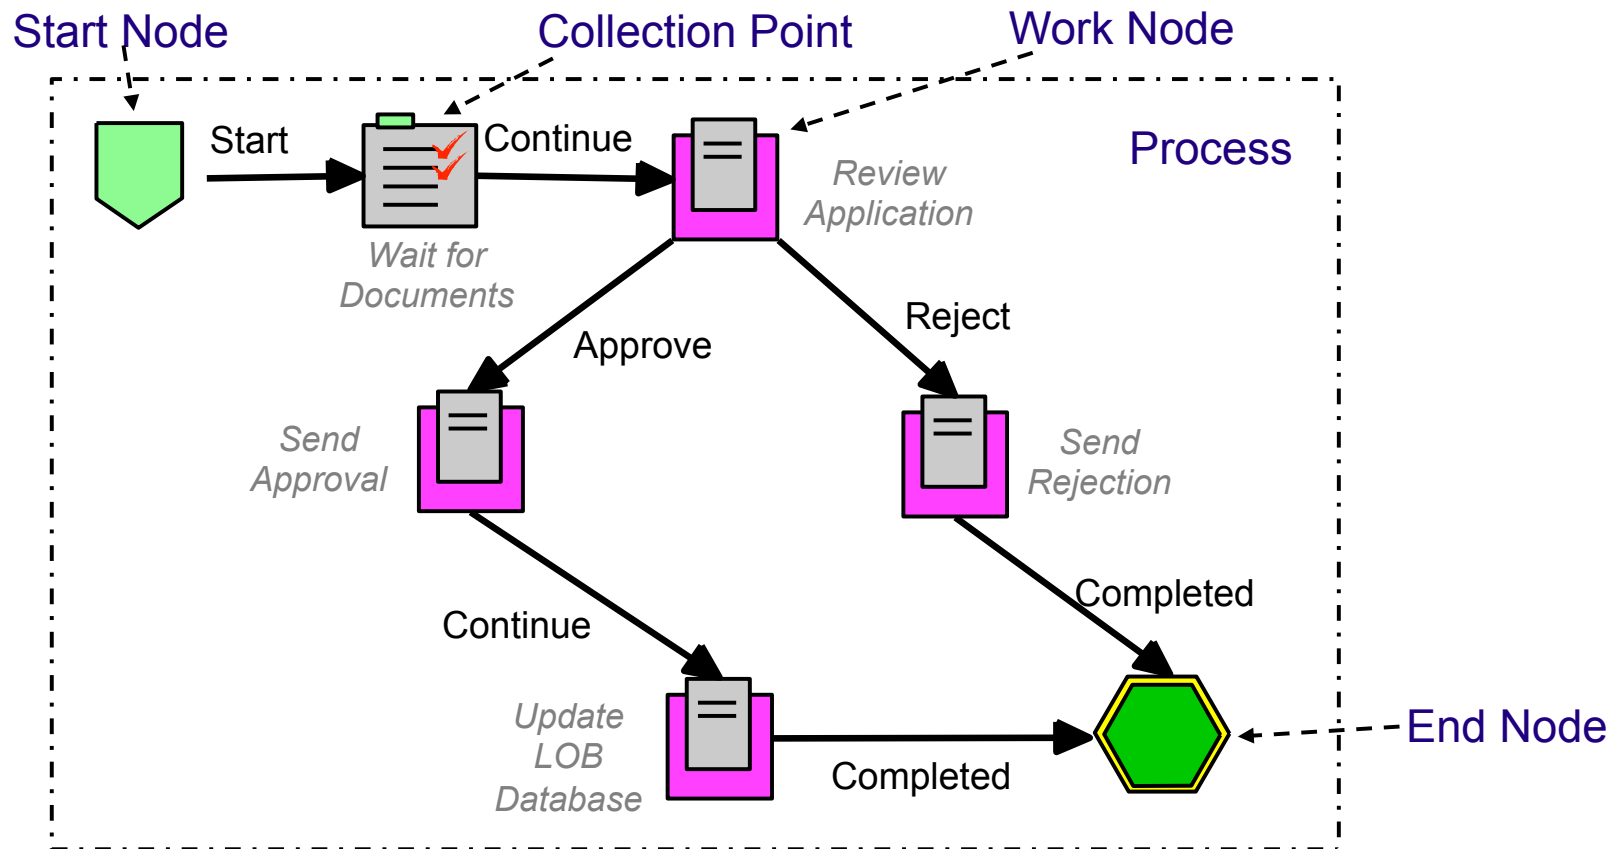 Start Node
Collection Point
Work Node
Start
Continue
Process
Review
Application
Wait for
Documents
Reject
Approve
Send
Approval
Send
Rejection
Completed
Continue
Update
LOB
Database
Completed
End Node